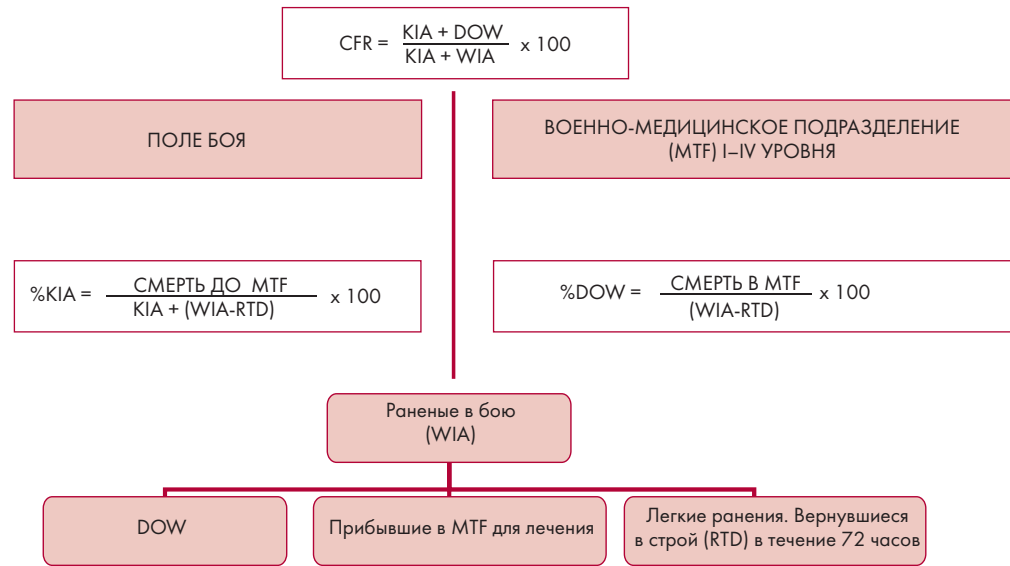 CFR = KIA + DOW / KIA + WIA x 100
ПОЛЕ БОЯ
ВОЕННО-МЕДИЦИНСКОЕ ПОДРАЗДЕЛЕНИЕ
(MTF) I–IV УРОВНЯ
%KIA = СМЕРТЬ ДО MTF / KIA + (WIA-RTD) x 100
%DOW = СМЕРТЬ В MTF / (WIA-RTD) x 100
Раненые в бою
(WIA)
DOW
Прибывшие в MTF для лечения
Легкие ранения. Вернувшиеся
в строй (RTD) в течение 72 часов